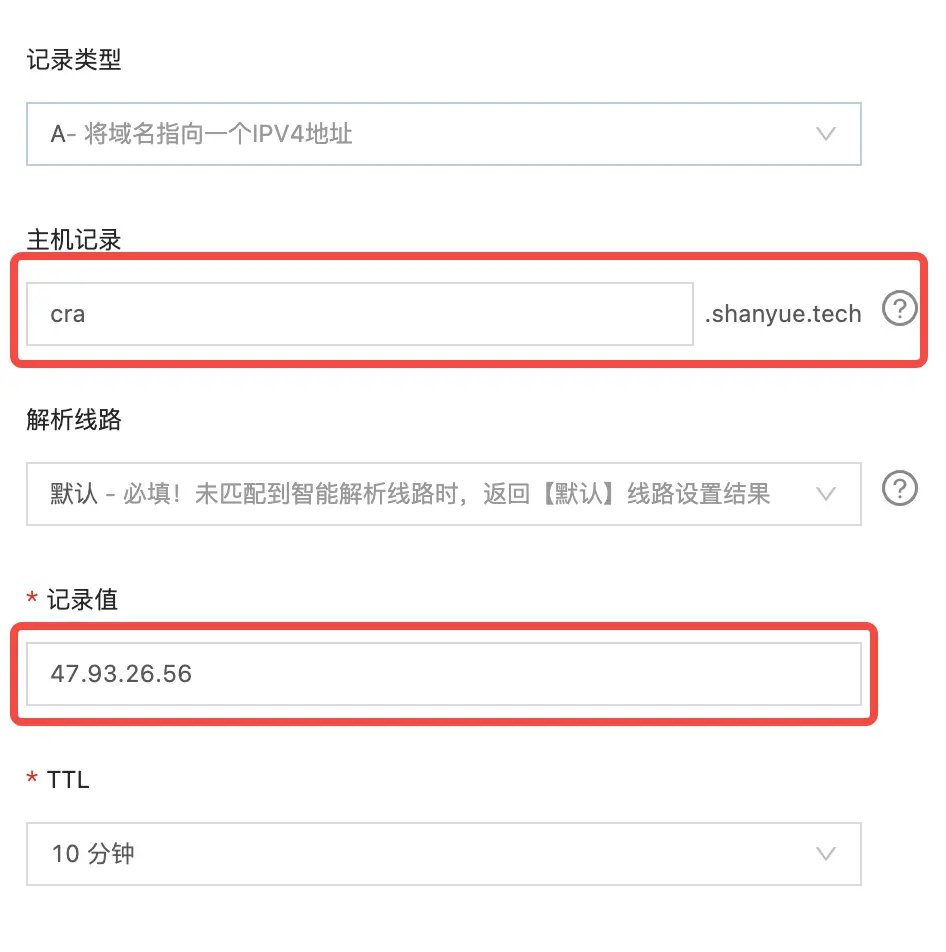 记录类型
A- 将域名指向一个IPV4地址
主机记录
cra .shanyue.tech ?
解析线路
默认 - 必填！未匹配到智能解析线路时，返回【默认】线路设置结果 ?
* 记录值
47.93.26.56
* TTL
10 分钟